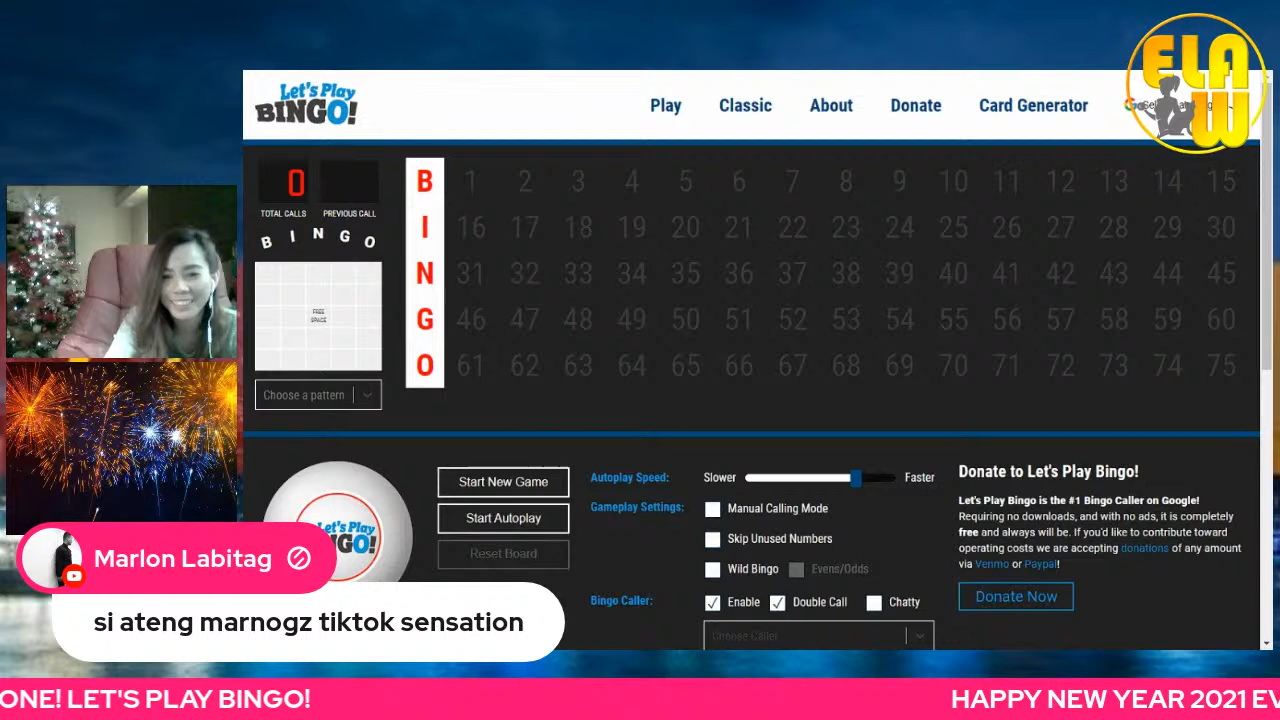 ELA
W
Let's Play
BINGO!
Play
Classic
About
Donate
Card Generator
0
TOTAL CALLS
PREVIOUS CALL
B I N G O
FREE
SPACE
Choose a pattern
B 1 2 3 4 5 6 7 8 9 10 11 12 13 14 15
I 16 17 18 19 20 21 22 23 24 25 26 27 28 29 30
N 31 32 33 34 35 36 37 38 39 40 41 42 43 44 45
G 46 47 48 49 50 51 52 53 54 55 56 57 58 59 60
O 61 62 63 64 65 66 67 68 69 70 71 72 73 74 75
Start New Game
Start Autoplay
Reset Board
Autoplay Speed:
Slower
Faster
Gameplay Settings:
Manual Calling Mode
Skip Unused Numbers
Wild Bingo
Evens/Odds
Bingo Caller:
Enable
Double Call
Chatty
Choose Caller
Donate to Let's Play Bingo!
Let's Play Bingo is the #1 Bingo Caller on Google!
Requiring no downloads, and with no ads, it is completely
free and always will be. If you'd like to contribute toward
operating costs we are accepting donations of any amount
via Venmo or Paypal!
Donate Now
Marlon Labitag
si ateng marnogz tiktok sensation
ONE! LET'S PLAY BINGO!
HAPPY NEW YEAR 2021 EV